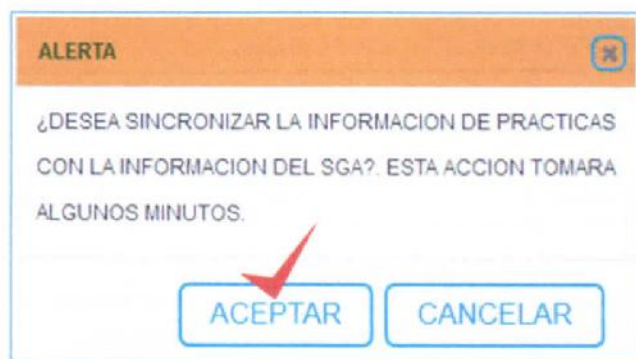 ALERTA
¿DESEA SINCRONIZAR LA INFORMACION DE PRACTICAS
CON LA INFORMACION DEL SGA?. ESTA ACCION TOMARA
ALGUNOS MINUTOS.
ACEPTAR CANCELAR